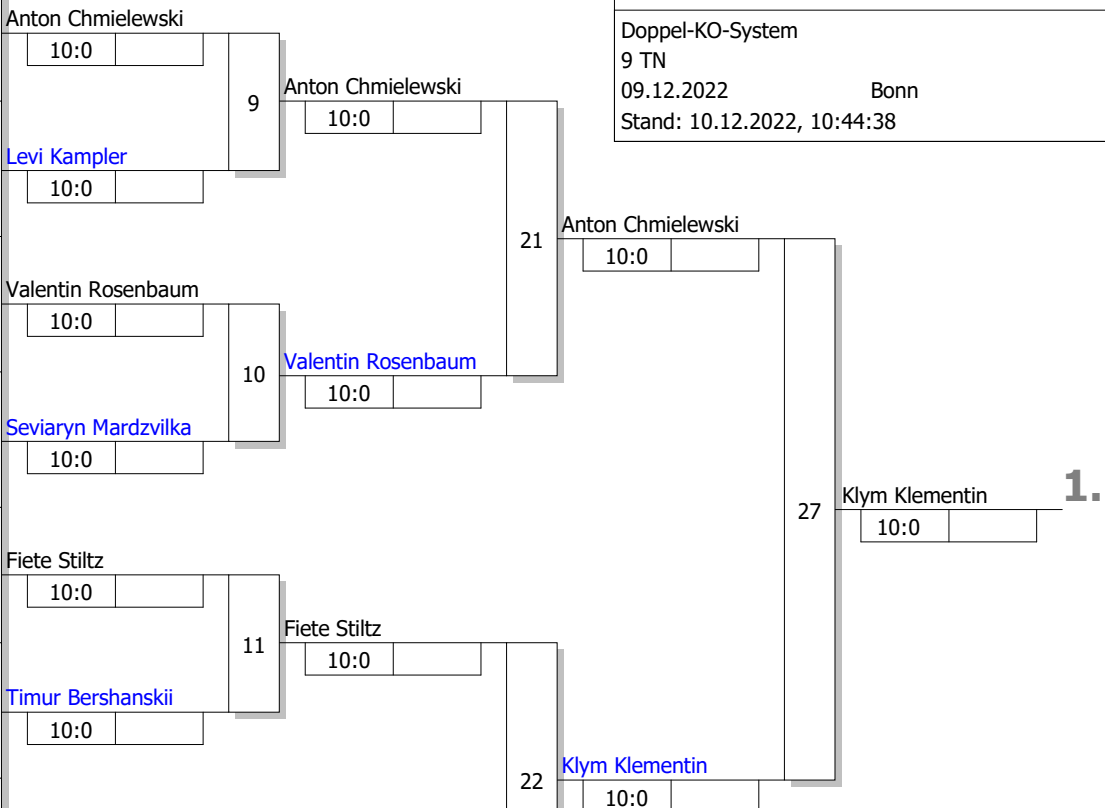 Anton Chmielewski
10:0
Doppel-KO-System
9 TN
09.12.2022 Bonn
Stand: 10.12.2022, 10:44:38
9
Anton Chmielewski
10:0
Levi Kampler
10:0
21
Anton Chmielewski
10:0
Valentin Rosenbaum
10:0
10
Valentin Rosenbaum
10:0
Seviaryn Mardzvilka
10:0
27
Klym Klementin
1.
10:0
Fiete Stiltz
10:0
11
Fiete Stiltz
10:0
Timur Bershanskii
10:0
22
Klym Klementin
10:0